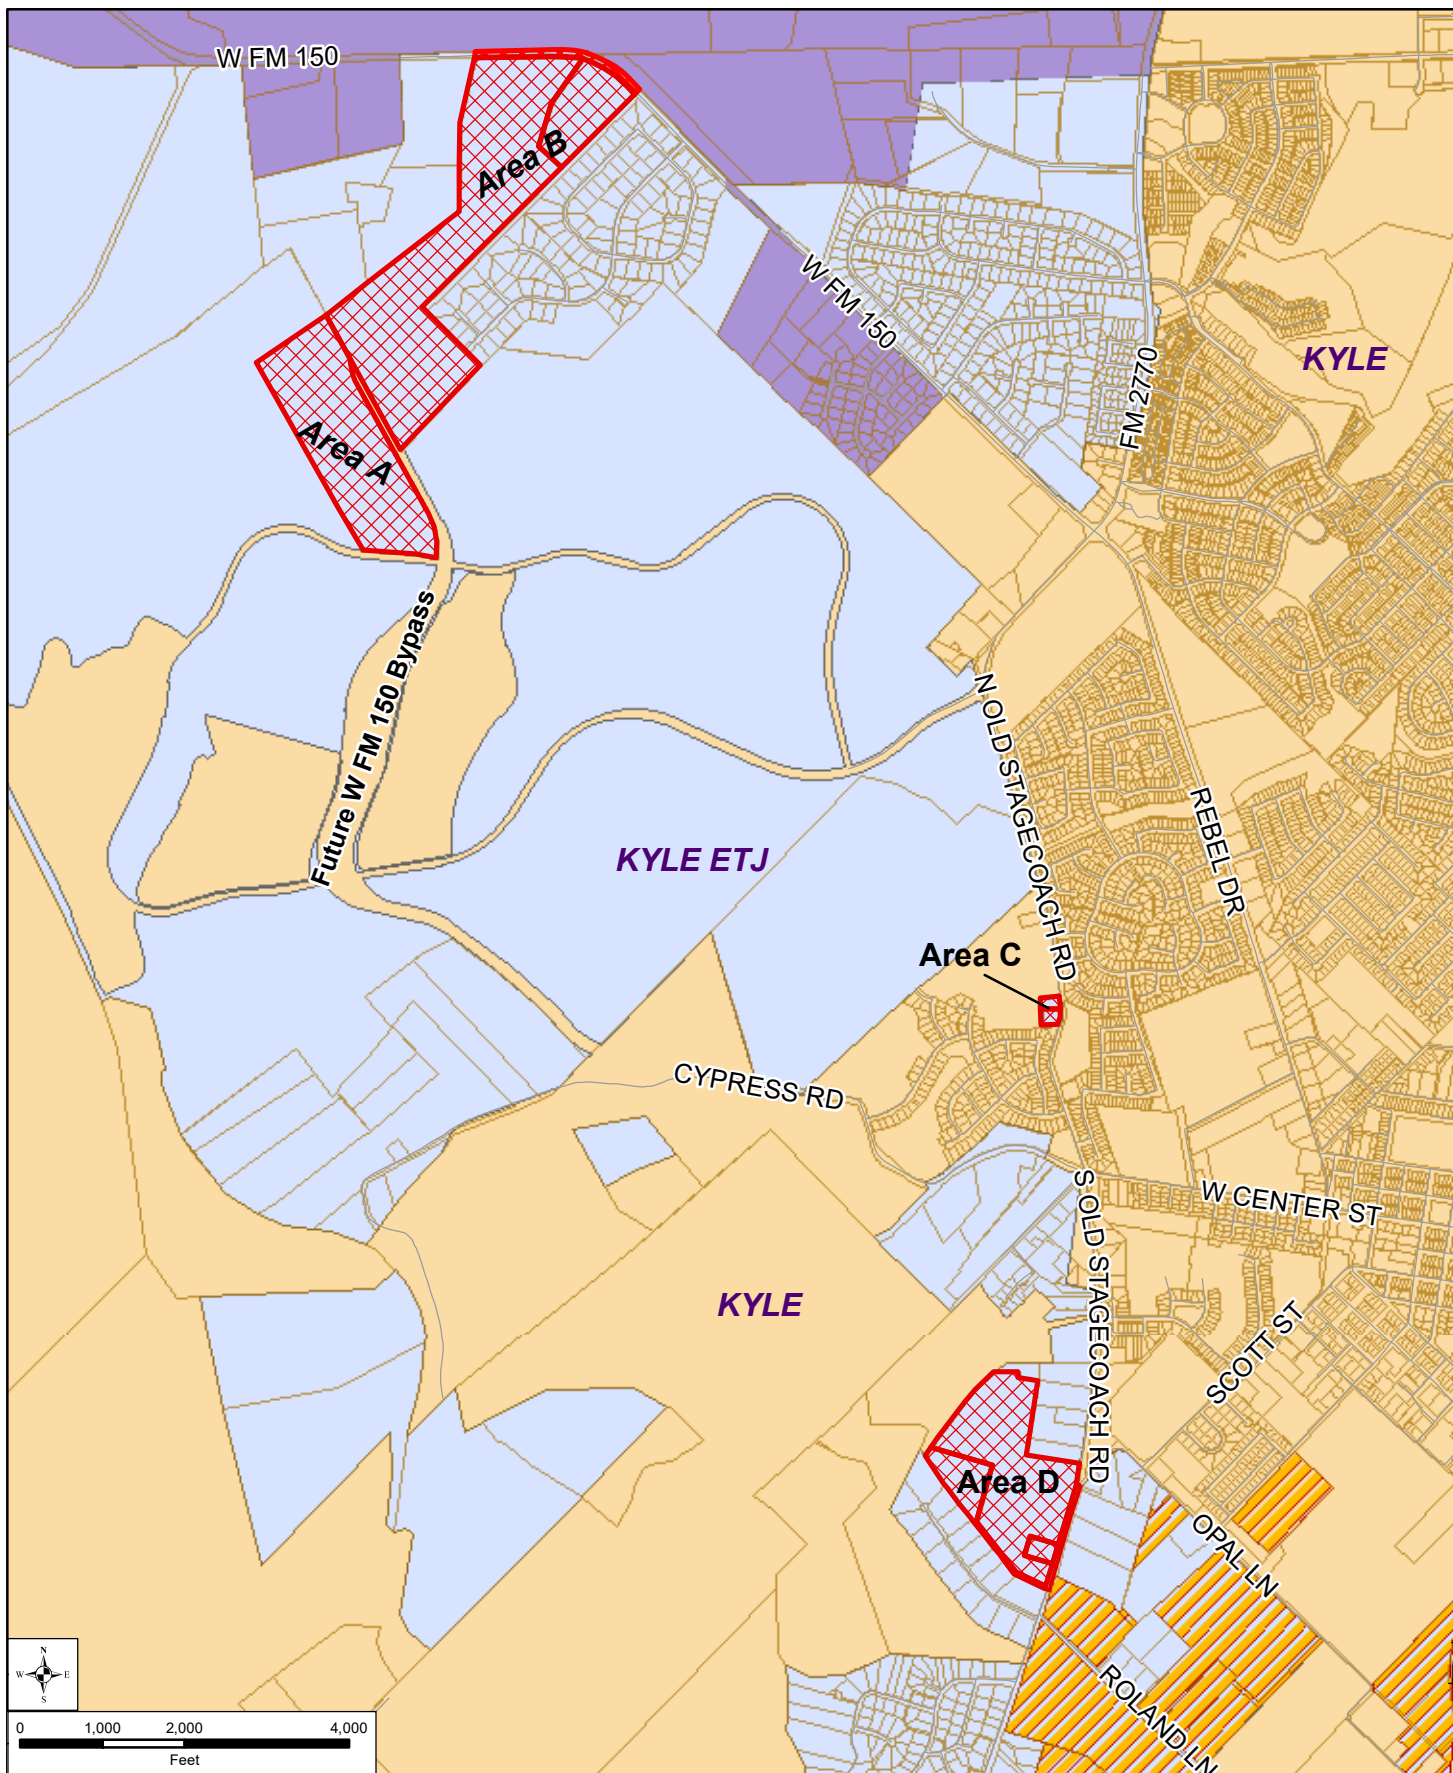 W FM 150
Area B
W FM 150
KYLE
FM 2770
Area A
Future W FM 150 Bypass
N OLD STAGECOACH RD
REBEL DR
KYLE ETJ
Area C
CYPRESS RD
W CENTER ST
S OLD STAGECOACH RD
KYLE
SCOTT ST
Area D
OPAL LN
ROLAND LN
N
W E
S
0 1,000 2,000 4,000
Feet